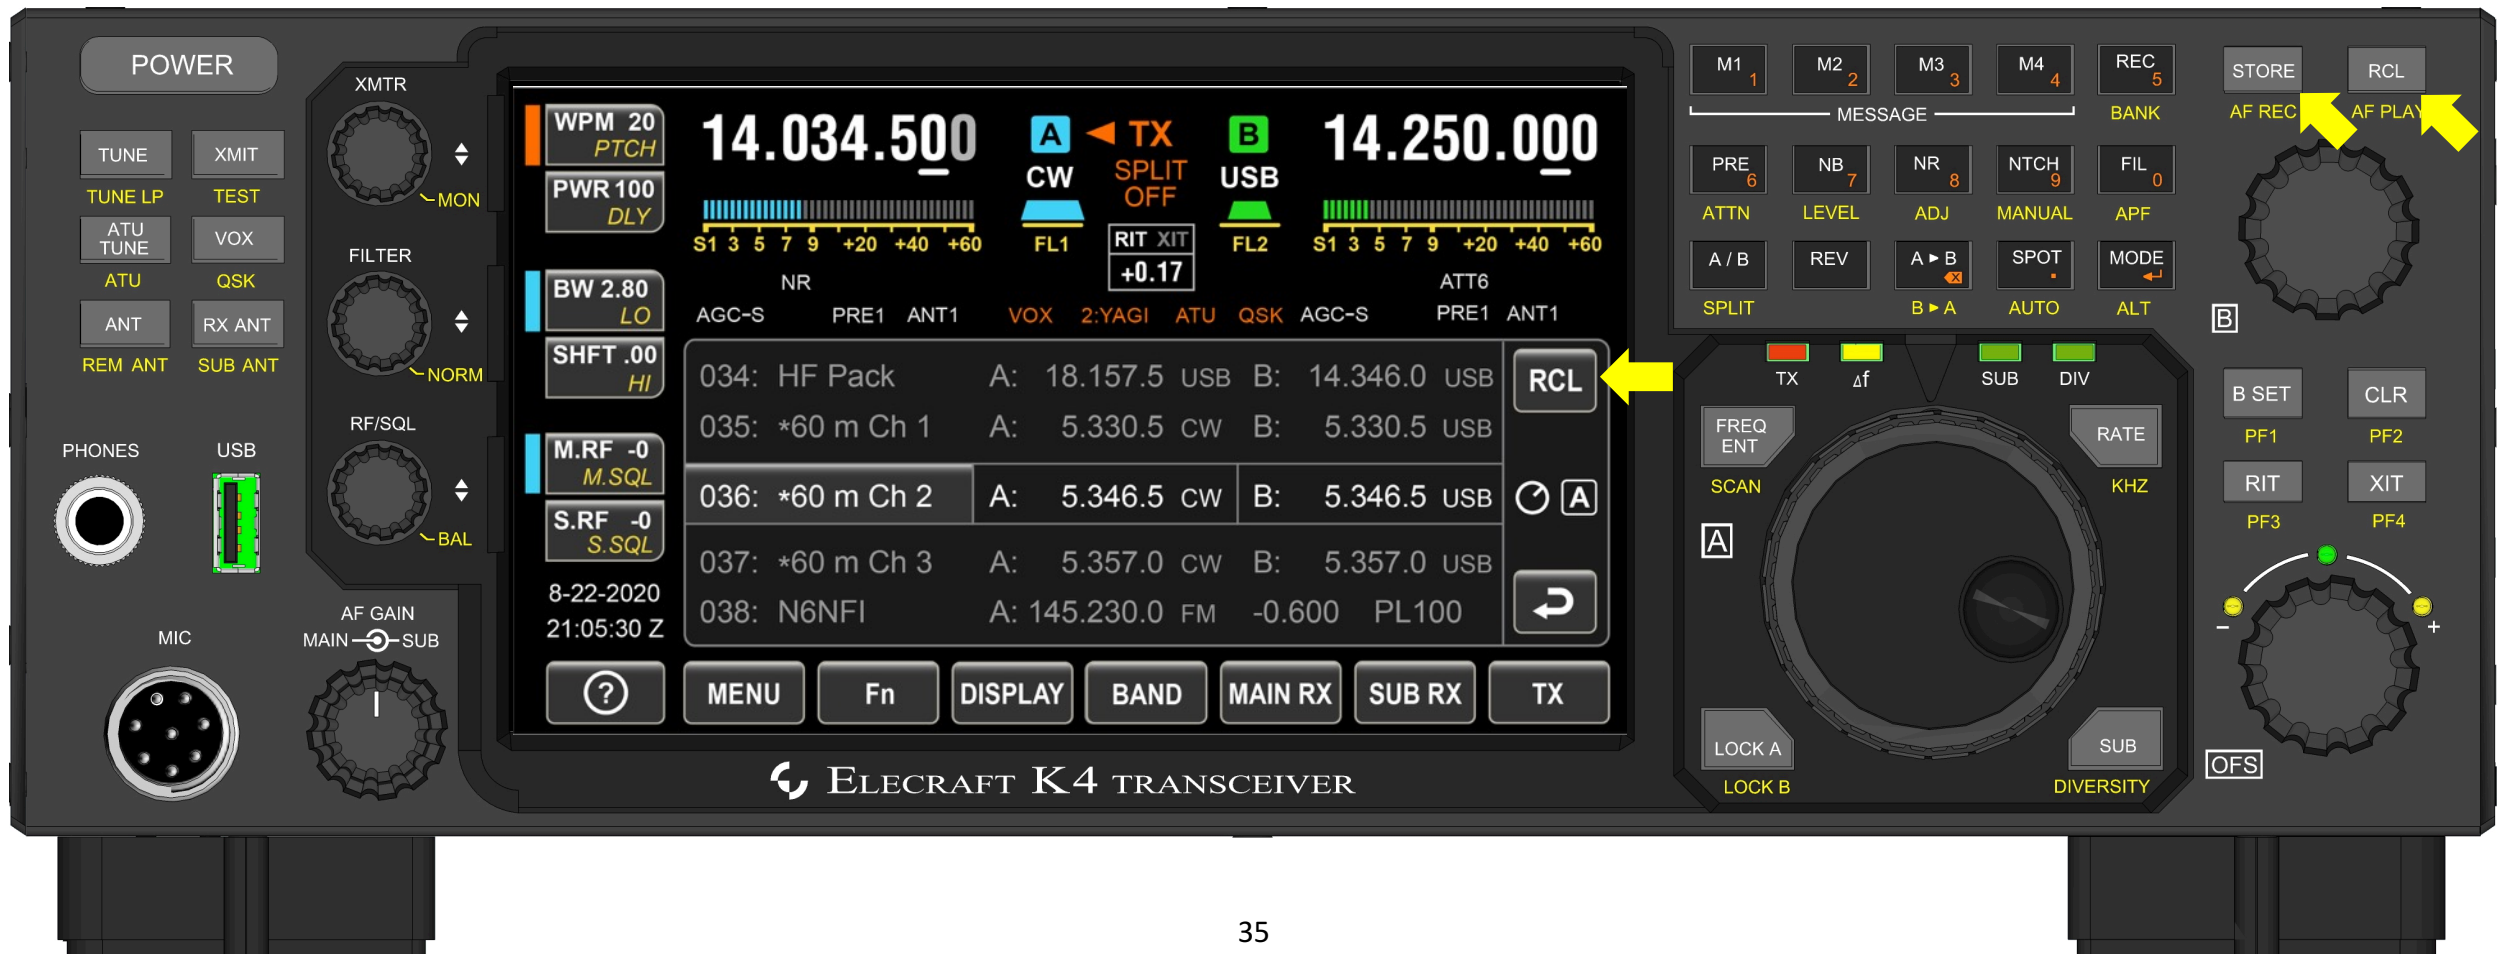 POWER
TUNE
XMIT
TUNE LP
TEST
ATU
TUNE
VOX
ATU
QSK
ANT
RX ANT
REM ANT
SUB ANT
PHONES
USB
MIC
XMTR
MON
FILTER
NORM
RF/SQL
BAL
AF GAIN
MAIN
SUB
WPM 20
PTCH
PWR 100
DLY
BW 2.80
LO
SHFT .00
HI
M.RF -0
M.SQL
S.RF -0
S.SQL
8-22-2020
21:05:30 Z
14.034.500
A ◄ TX
B
14.250.000
CW
SPLIT
OFF
USB
S1 3 5 7 9 +20 +40 +60
FL1
RIT XIT
+0.17
FL2
S1 3 5 7 9 +20 +40 +60
NR
ATT6
AGC-S PRE1 ANT1 VOX 2:YAGI ATU QSK AGC-S PRE1 ANT1
034: HF Pack A: 18.157.5 USB B: 14.346.0 USB
035: *60 m Ch 1 A: 5.330.5 CW B: 5.330.5 USB
036: *60 m Ch 2 A: 5.346.5 CW B: 5.346.5 USB
037: *60 m Ch 3 A: 5.357.0 CW B: 5.357.0 USB
038: N6NFI A: 145.230.0 FM -0.600 PL100
RCL
A
?
MENU
Fn
DISPLAY
BAND
MAIN RX
SUB RX
TX
ELECRAFT K4 TRANSCEIVER
M1 1
M2 2
M3 3
M4 4
REC 5
MESSAGE
BANK
PRE 6
NB 7
NR 8
NTCH 9
FIL 0
ATTN
LEVEL
ADJ
MANUAL
APF
A / B
REV
A ► B
SPOT .
MODE
SPLIT
B ► A
AUTO
ALT
STORE
RCL
AF REC
AF PLAY
B
TX
Δf
SUB
DIV
FREQ
ENT
RATE
SCAN
KHZ
A
LOCK A
SUB
LOCK B
DIVERSITY
B SET
CLR
PF1
PF2
RIT
XIT
PF3
PF4
-
+
OFS
35